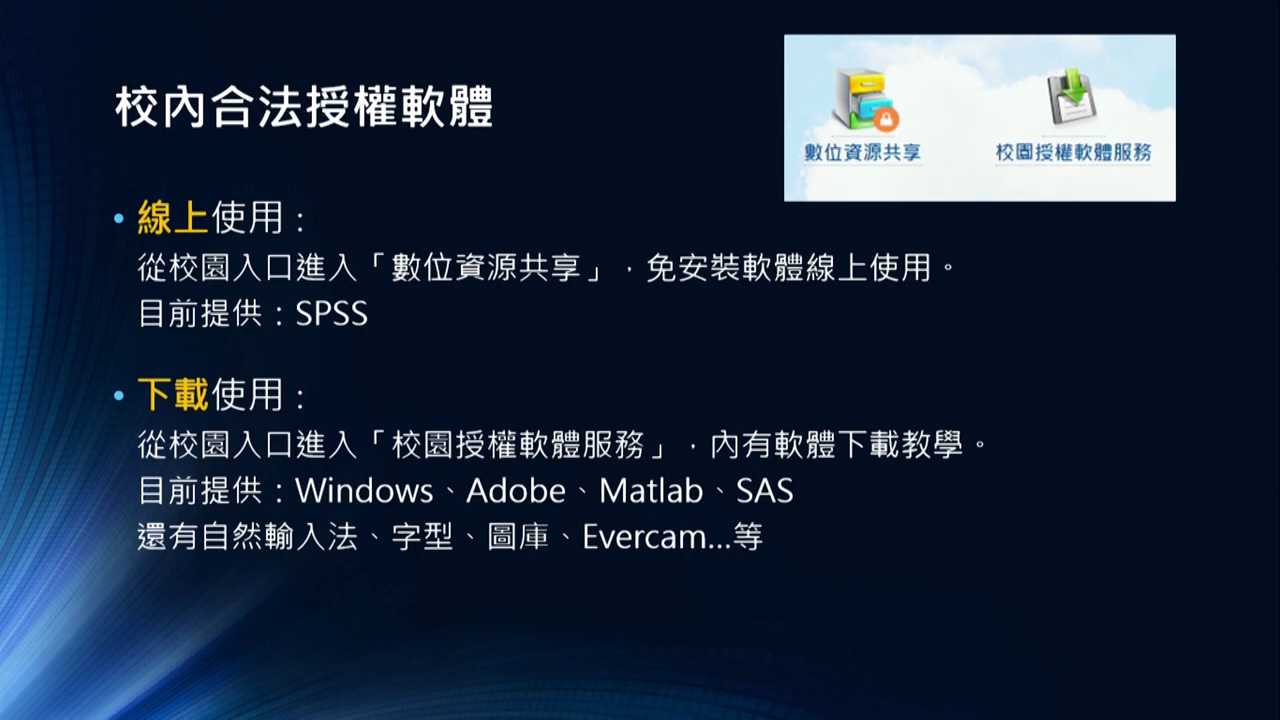 校內合法授權軟體
數位資源共享
校園授權軟體服務
• 線上使用：
從校園入口進入「數位資源共享」，免安裝軟體線上使用。
目前提供：SPSS
• 下載使用：
從校園入口進入「校園授權軟體服務」，內有軟體下載教學。
目前提供：Windows、Adobe、Matlab、SAS
還有自然輸入法、字型、圖庫、Evercam...等